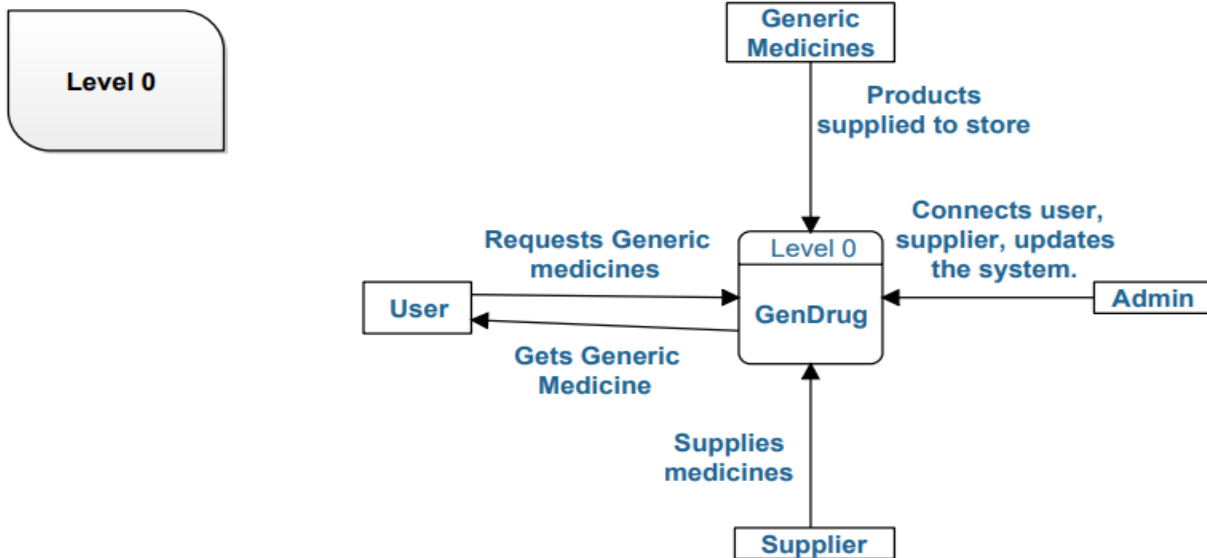 Level 0
Generic
Medicines
Products
supplied to store
Connects user,
supplier, updates
the system.
Requests Generic
medicines
Level 0
User
GenDrug
Admin
Gets Generic
Medicine
Supplies
medicines
Supplier